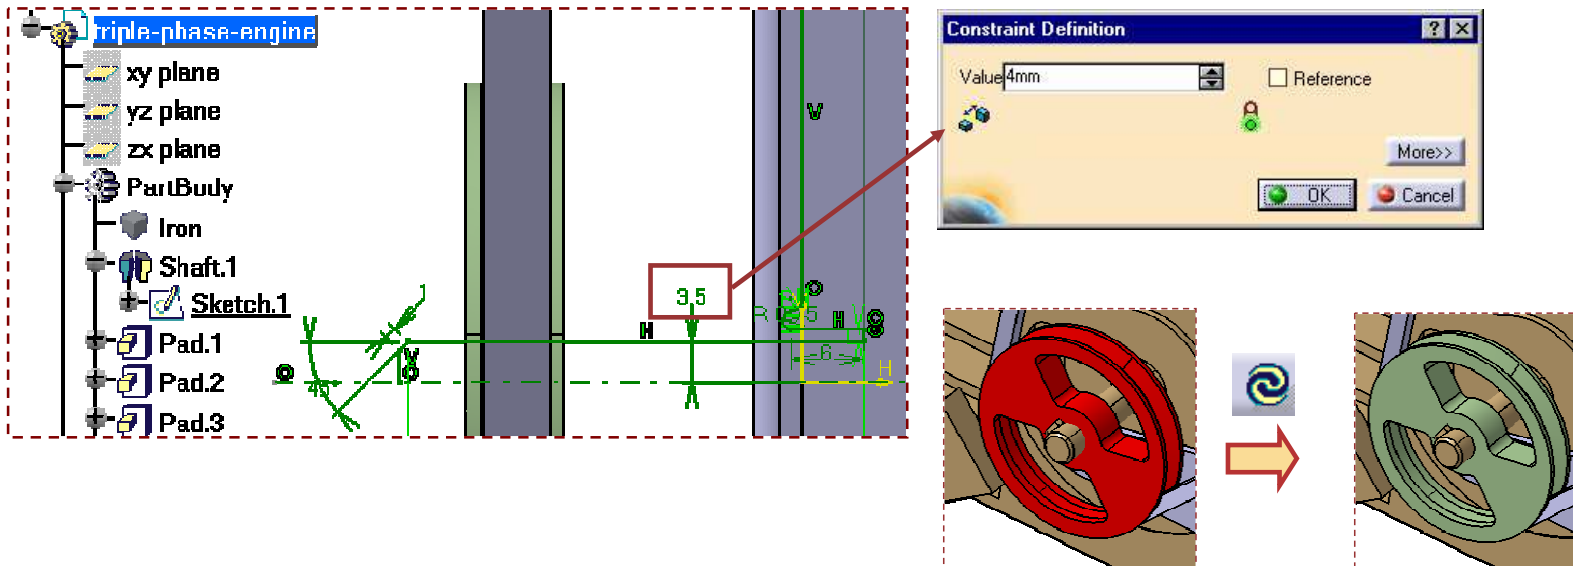 triple-phase-engine
xy plane
yz plane
zx plane
PartBody
Iron
Shaft.1
Sketch.1
Pad.1
Pad.2
Pad.3
V
3.5
H
H
6
H
V
V
45
1
Constraint Definition
Value 4mm
Reference
More>>
OK
Cancel